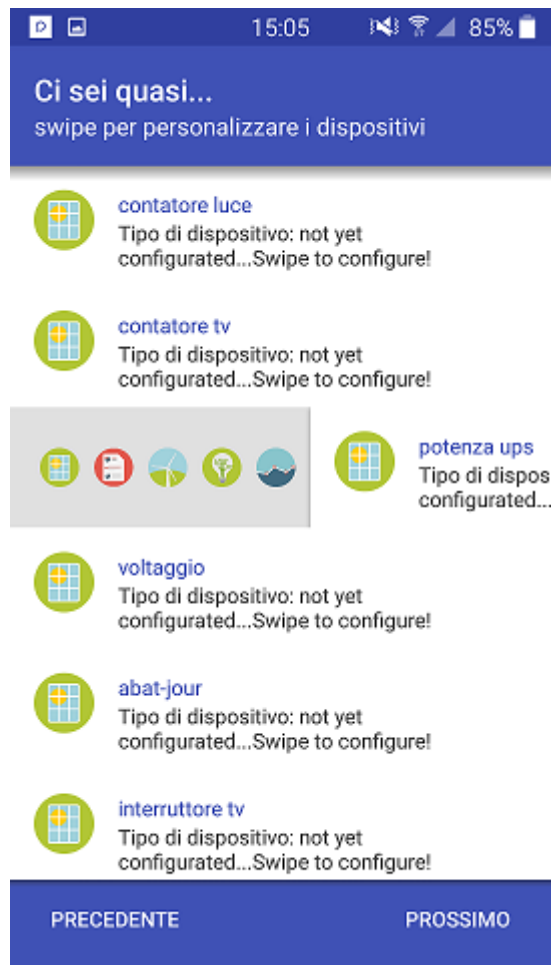 15:05 85%
Ci sei quasi...
swipe per personalizzare i dispositivi
contatore luce
Tipo di dispositivo: not yet
configurated...Swipe to configure!
contatore tv
Tipo di dispositivo: not yet
configurated...Swipe to configure!
potenza ups
Tipo di dispos
configurated...
voltaggio
Tipo di dispositivo: not yet
configurated...Swipe to configure!
abat-jour
Tipo di dispositivo: not yet
configurated...Swipe to configure!
interruttore tv
Tipo di dispositivo: not yet
configurated...Swipe to configure!
PRECEDENTE PROSSIMO